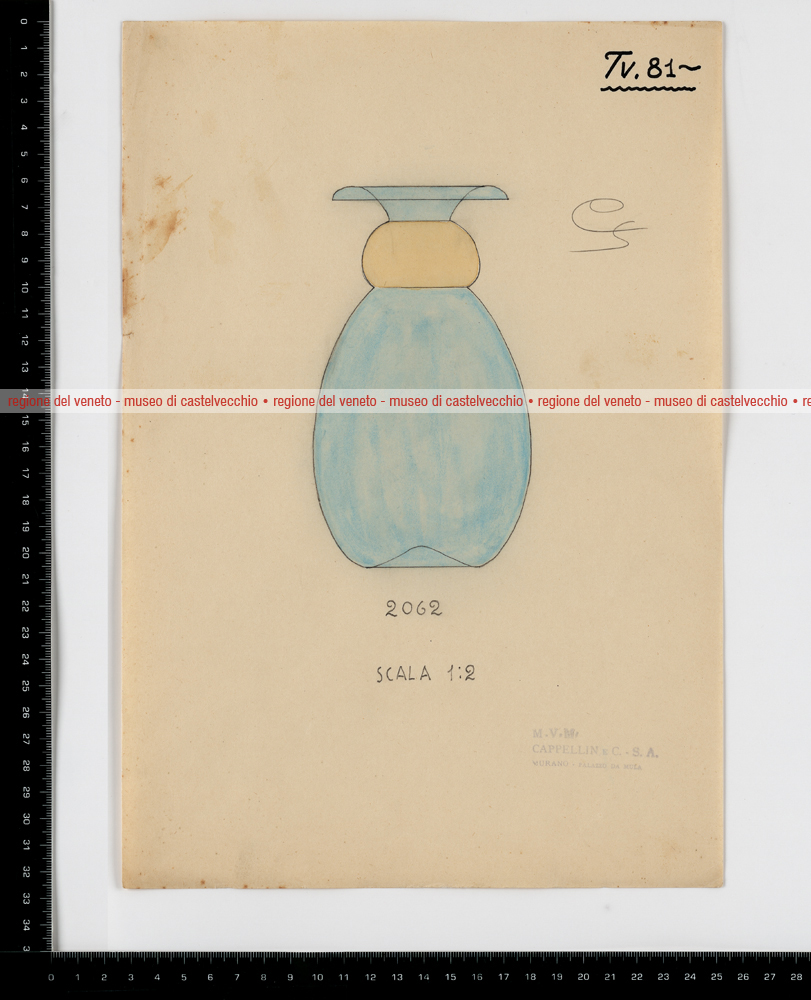 Tv. 81~
regione del veneto - museo di castelvecchio • regione del veneto - museo di castelvecchio • regione del veneto - museo di castelvecchio • re
2062
SCALA 1:2
M.V.M.
CAPPELLIN & C. - S. A.
MURANO -
0 1 2 3 4 5 6 7 8 9 10 11 12 13 14 15 16 17 18 19 20 21 22 23 24 25 26 27 28 29 30 31 32 33 34 3
0 1 2 3 4 5 6 7 8 9 10 11 12 13 14 15 16 17 18 19 20 21 22 23 24 25 26 27 28